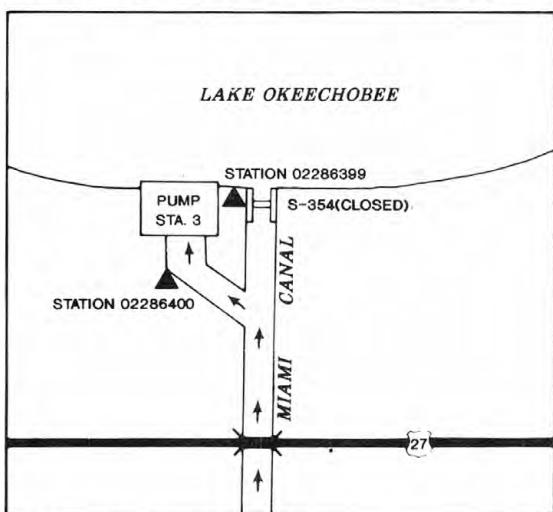 LAKE OKEECHOBEE
STATION 02286399
PUMP
STA. 3
S-354(CLOSED)
STATION 02286400
MIAMI CANAL
27